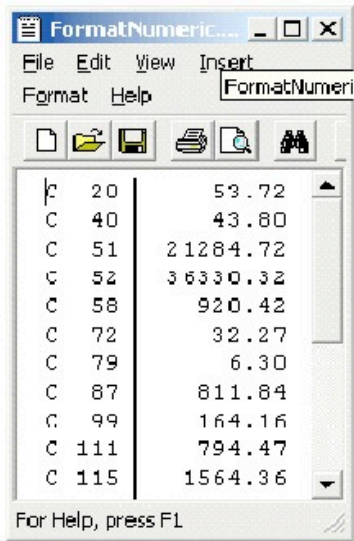 FormatNumeric....
File Edit View Insert
Format Help
FormatNumeri
C 20 53.72
C 40 43.80
C 51 21284.72
C 52 36330.32
C 58 920.42
C 72 32.27
C 79 6.30
C 87 811.84
C 99 164.16
C 111 794.47
C 115 1564.36
For Help, press F1